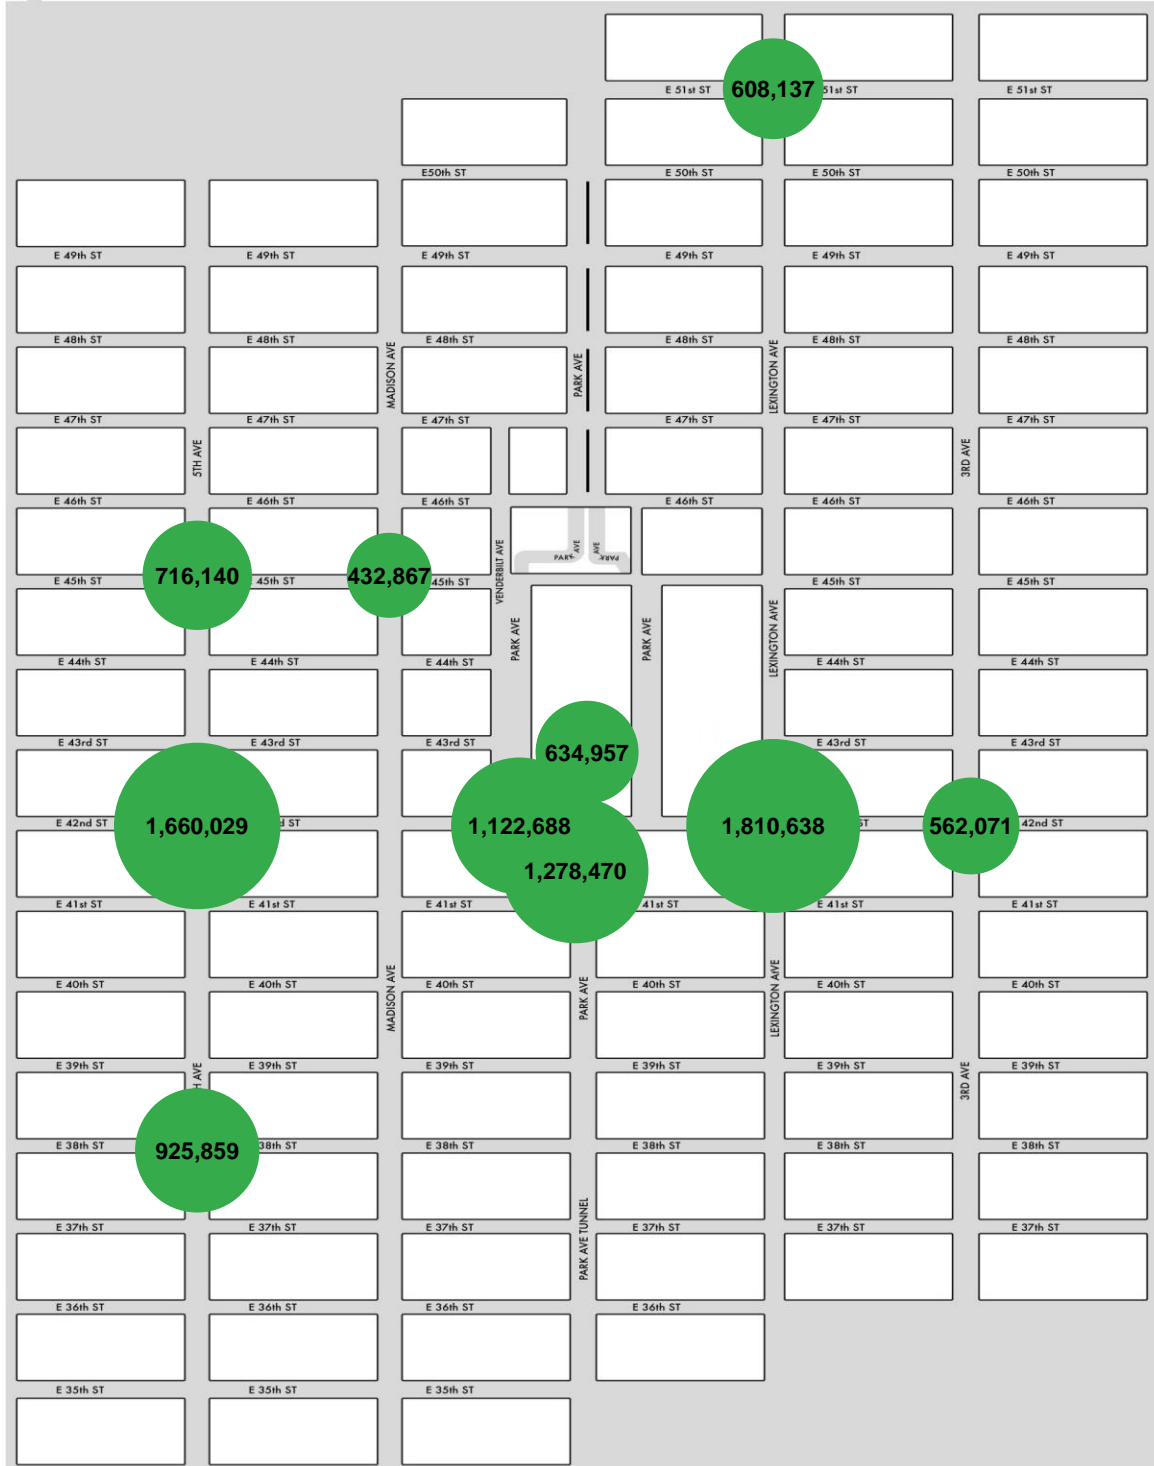 E 51st ST
608,137
51st ST
E 51st ST
E50th ST
E 50th ST
E 50th ST
E 50th ST
E 49th ST
E 49th ST
E 49th ST
E 49th ST
E 49th ST
E 49th ST
E 48th ST
E 48th ST
E 48th ST
E 48th ST
E 48th ST
E 48th ST
MADISON AVE
PARK AVE
LEXINGTON AVE
E 47th ST
E 47th ST
E 47th ST
E 47th ST
E 47th ST
E 47th ST
5TH AVE
3RD AVE
E 46th ST
E 46th ST
E 46th ST
E 46th ST
E 46th ST
E 46th ST
VENDERBILT AVE
PARK AVE
AVE PARK
E 45th ST
716,140
45th ST
432,867
45th ST
E 45th ST
E 45th ST
PARK AVE
PARK AVE
LEXINGTON AtVE
E 44th ST
E 44th ST
E 44th ST
E 44th ST
E 44th ST
E 43rd ST
E 43rd ST
E 43rd ST
634,957
E 43rd ST
E 43rd ST
E 42nd ST
1,660,029
d ST
1,122,688
1,810,638
ST
562,071
42nd ST
1,278,470
E 41st ST
E 41st ST
E 41st ST
41st ST
E 41st ST
E 41st ST
MADISON AVE
PARK AVE
LEXINGTON AtVE
E 40th ST
E 40th ST
E 40th ST
E 40th ST
E 40th ST
E 40th ST
E 39th ST
E 39th ST
E 39th ST
E 39th ST
E 39th ST
E 39th ST
H AVE
3RD AVE
E 38th ST
925,859
38th ST
E 38th ST
E 38th ST
E 38th ST
E 38th ST
PARK AVE TUNNEL
E 37th ST
E 37th ST
E 37th ST
E 37th ST
E 37th ST
E 37th ST
E 36th ST
E 36th ST
E 36th ST
E 36th ST
E 35th ST
E 35th ST
E 35th ST